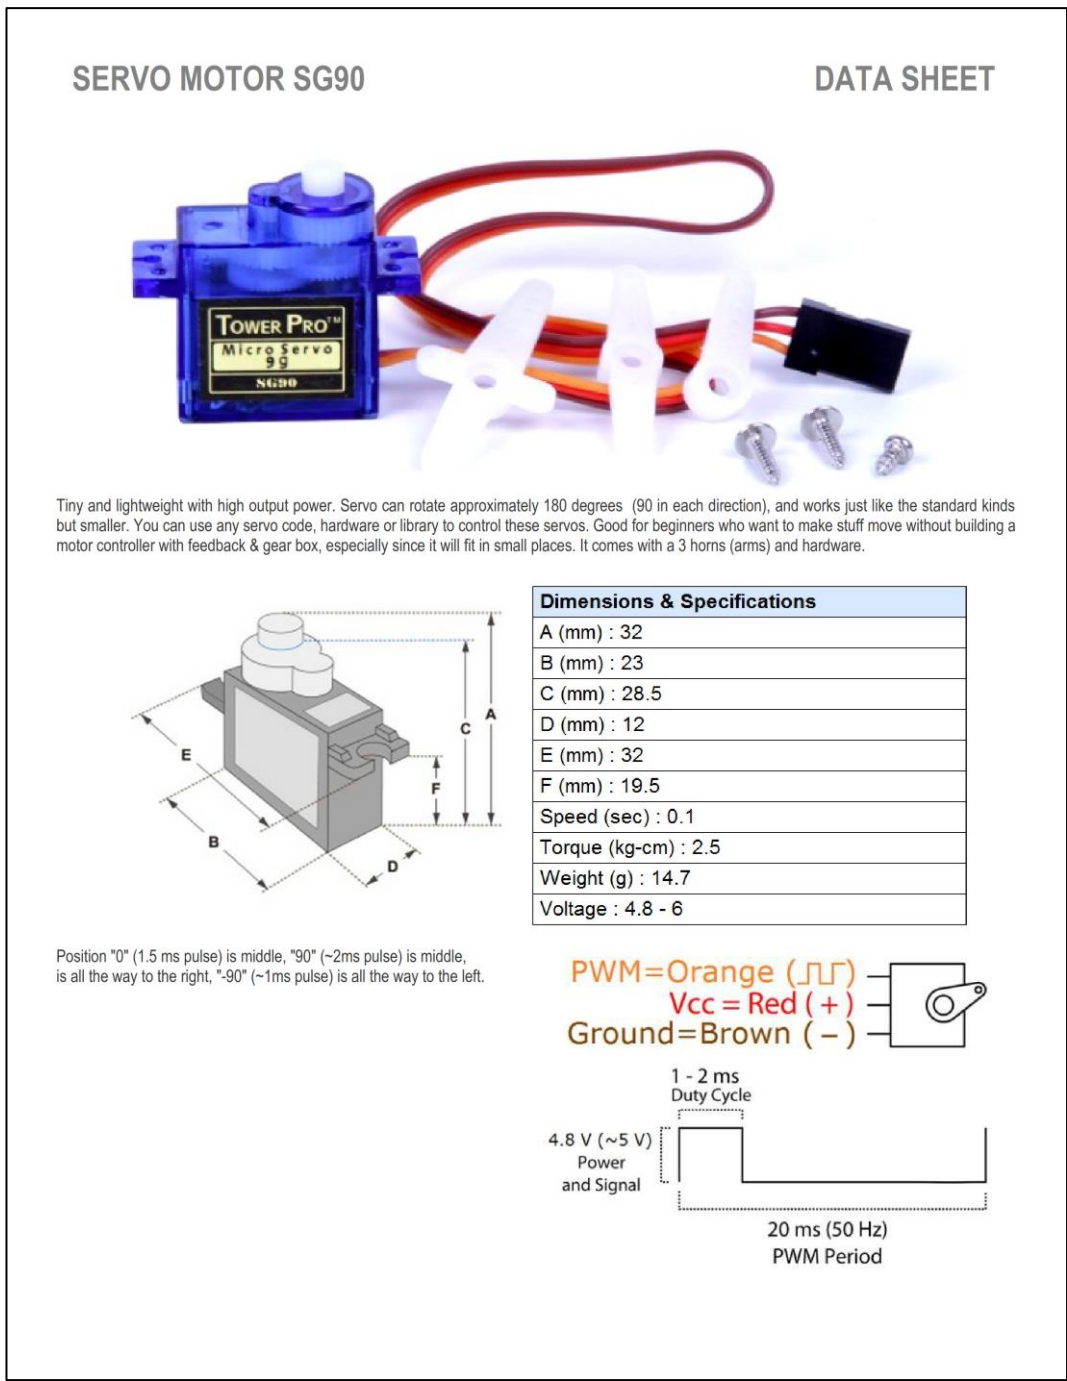 SERVO MOTOR SG90 DATA SHEET
TOWER PRO™
Micro Servo
9g
SG90
Tiny and lightweight with high output power. Servo can rotate approximately 180 degrees (90 in each direction), and works just like the standard kinds
but smaller. You can use any servo code, hardware or library to control these servos. Good for beginners who want to make stuff move without building a
motor controller with feedback & gear box, especially since it will fit in small places. It comes with a 3 horns (arms) and hardware.
A
C
E
F
B
D
Dimensions & Specifications
A (mm) : 32
B (mm) : 23
C (mm) : 28.5
D (mm) : 12
E (mm) : 32
F (mm) : 19.5
Speed (sec) : 0.1
Torque (kg-cm) : 2.5
Weight (g) : 14.7
Voltage : 4.8 - 6
Position "0" (1.5 ms pulse) is middle, "90" (~2ms pulse) is middle,
is all the way to the right, "-90" (~1ms pulse) is all the way to the left.
PWM=Orange (⎍⎍)
Vcc = Red ( + )
Ground=Brown ( – )
1 - 2 ms
Duty Cycle
4.8 V (~5 V)
Power
and Signal
20 ms (50 Hz)
PWM Period